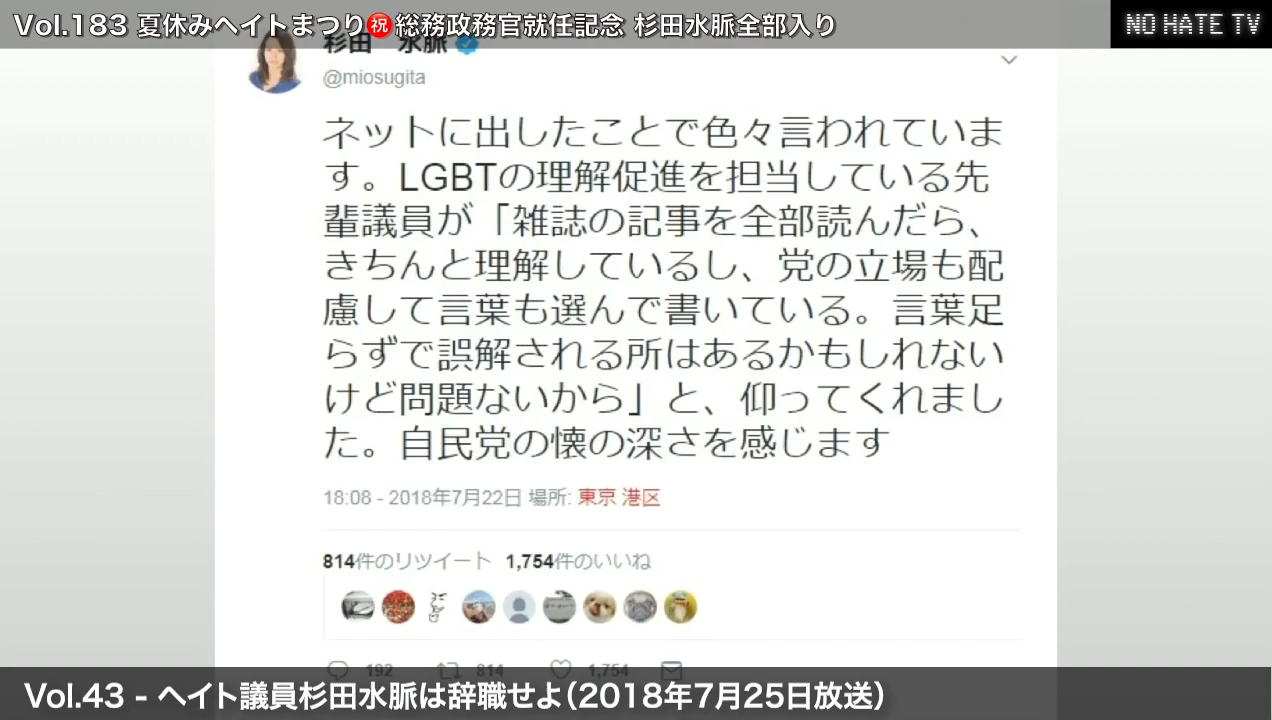 Vol.183 夏休みヘイトまつり㊗総務政務官就任記念 杉田水脈全部入り
NO HATE TV
杉田 水脈
@miosugita
ネットに出したことで色々言われていま
す。LGBTの理解促進を担当している先
輩議員が「雑誌の記事を全部読んだら、
きちんと理解しているし、党の立場も配
慮して言葉も選んで書いている。言葉足
らずで誤解される所はあるかもしれない
けど問題ないから」と、仰ってくれまし
た。自民党の懐の深さを感じます
18:08 - 2018年7月22日 場所: 東京 港区
814件のリツイート 1,754件のいいね
192 814 1,754
Vol.43 - ヘイト議員杉田水脈は辞職せよ（2018年7月25日放送）